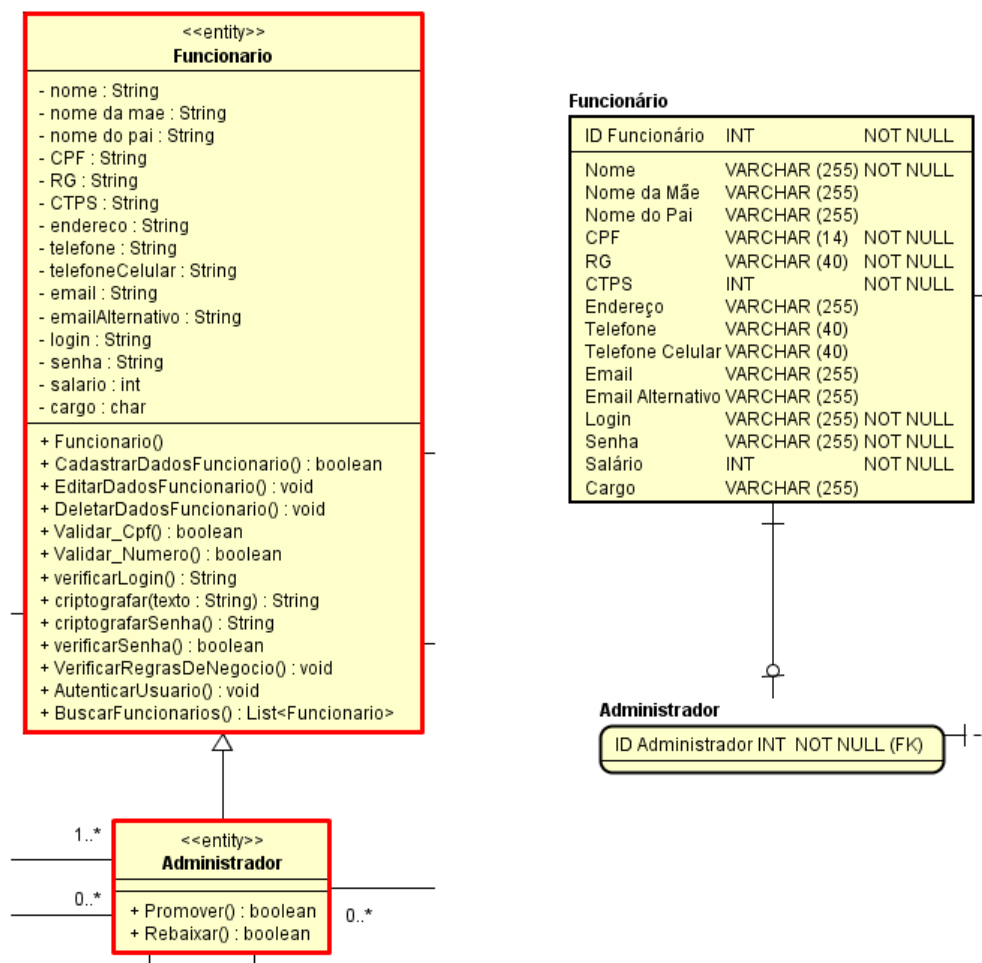 <<entity>>
Funcionario
- nome : String
- nome da mae : String
- nome do pai : String
- CPF : String
- RG : String
- CTPS : String
- endereco : String
- telefone : String
- telefoneCelular : String
- email : String
- emailAlternativo : String
- login : String
- senha : String
- salario : int
- cargo : char
+ Funcionario()
+ CadastrarDadosFuncionario() : boolean
+ EditarDadosFuncionario() : void
+ DeletarDadosFuncionario() : void
+ Validar_Cpf() : boolean
+ Validar_Numero() : boolean
+ verificarLogin() : String
+ criptografar(texto : String) : String
+ criptografarSenha() : String
+ verificarSenha() : boolean
+ VerificarRegrasDeNegocio() : void
+ AutenticarUsuario() : void
+ BuscarFuncionarios() : List<Funcionario>
1..*
0..*
<<entity>>
Administrador
+ Promover() : boolean
+ Rebaixar() : boolean
0..*
Funcionário
ID Funcionário INT NOT NULL
Nome VARCHAR (255) NOT NULL
Nome da Mãe VARCHAR (255)
Nome do Pai VARCHAR (255)
CPF VARCHAR (14) NOT NULL
RG VARCHAR (40) NOT NULL
CTPS INT NOT NULL
Endereço VARCHAR (255)
Telefone VARCHAR (40)
Telefone Celular VARCHAR (40)
Email VARCHAR (255)
Email Alternativo VARCHAR (255)
Login VARCHAR (255) NOT NULL
Senha VARCHAR (255) NOT NULL
Salário INT NOT NULL
Cargo VARCHAR (255)
Administrador
ID Administrador INT NOT NULL (FK)